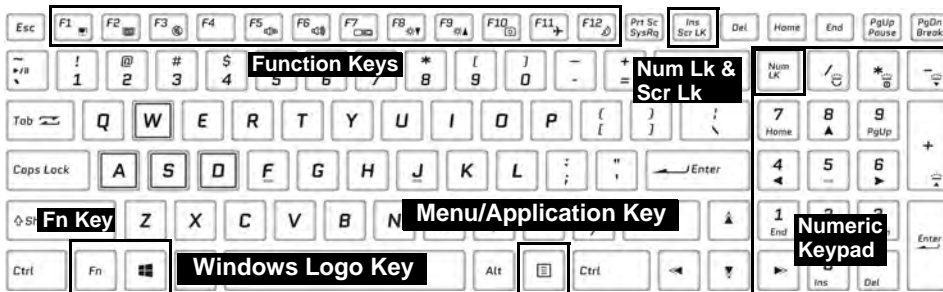 Esc F1 F2 F3 F4 F5 F6 F7 F8 F9 F10 F11 F12 Prt Sc Ins Del Home End PgUp PgDn
SysRq Scr LK Pause Break
~ ! @ # $ Function Keys * [ ] — + Num Lk & Num / * -
` 1 2 3 4 5 6 7 8 9 0 - = Scr Lk LK
Tab Q W E R T Y U I O P { } ¦ 7 8 9 +
[ ] \ Home PgUp
Caps Lock A S D F G H J K L : " Enter 4 5 6
; '
Fn Key Z X C V B N Menu/Application Key 1 Numeric Enter
End Keypad
Ctrl Fn Windows Logo Key Alt Ctrl Ins Del